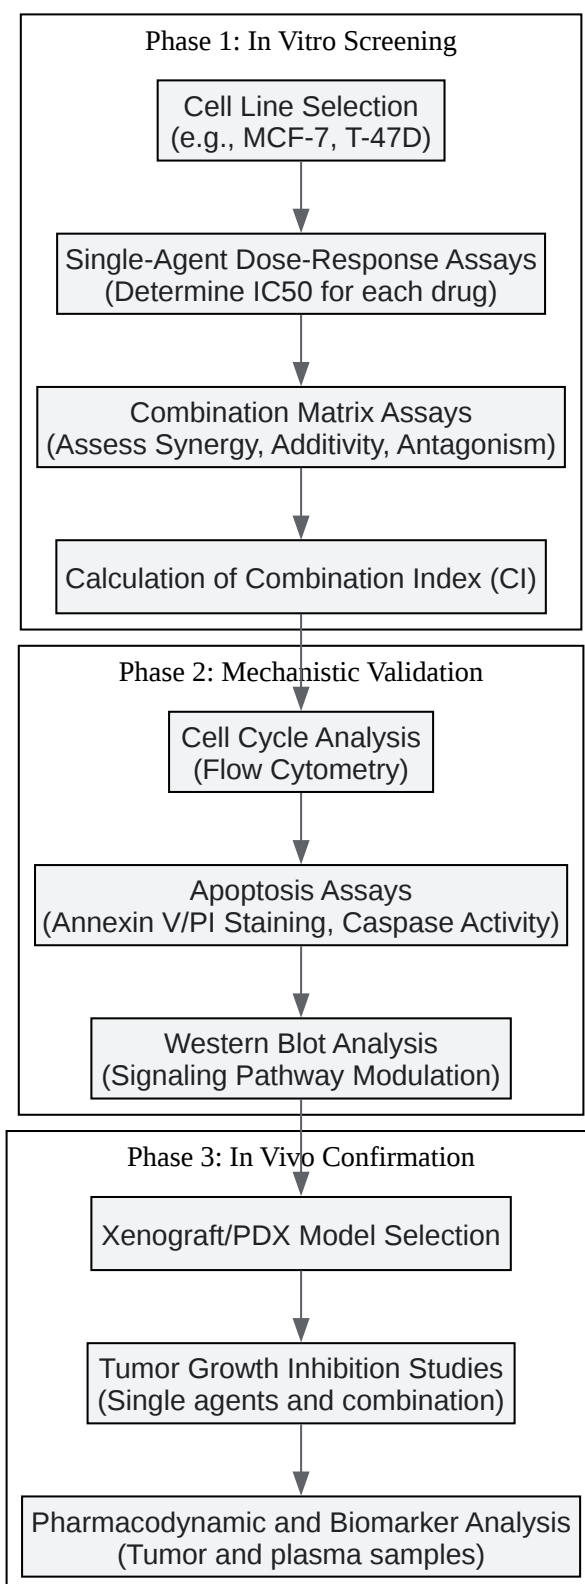 Phase 1: In Vitro Screening
Cell Line Selection
(e.g., MCF-7, T-47D)
Single-Agent Dose-Response Assays
(Determine IC50 for each drug)
Combination Matrix Assays
(Assess Synergy, Additivity, Antagonism)
Calculation of Combination Index (CI)
Phase 2: Mechanistic Validation
Cell Cycle Analysis
(Flow Cytometry)
Apoptosis Assays
(Annexin V/PI Staining, Caspase Activity)
Western Blot Analysis
(Signaling Pathway Modulation)
Phase 3: In Vivo Confirmation
Xenograft/PDX Model Selection
Tumor Growth Inhibition Studies
(Single agents and combination)
Pharmacodynamic and Biomarker Analysis
(Tumor and plasma samples)